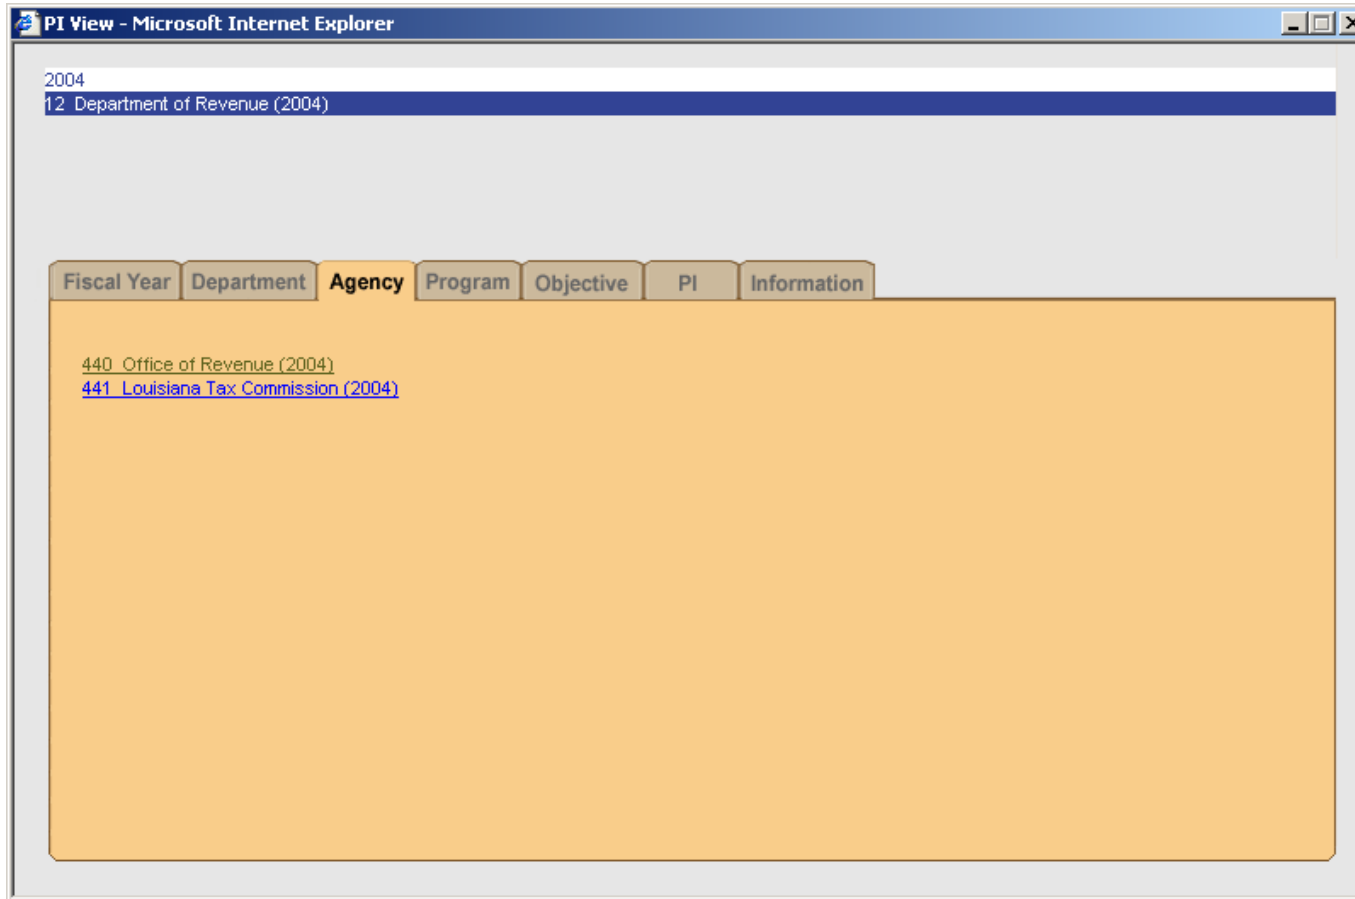 PI View - Microsoft Internet Explorer
2004
12 Department of Revenue (2004)
Fiscal Year Department Agency Program Objective PI Information
440 Office of Revenue (2004)
441 Louisiana Tax Commission (2004)